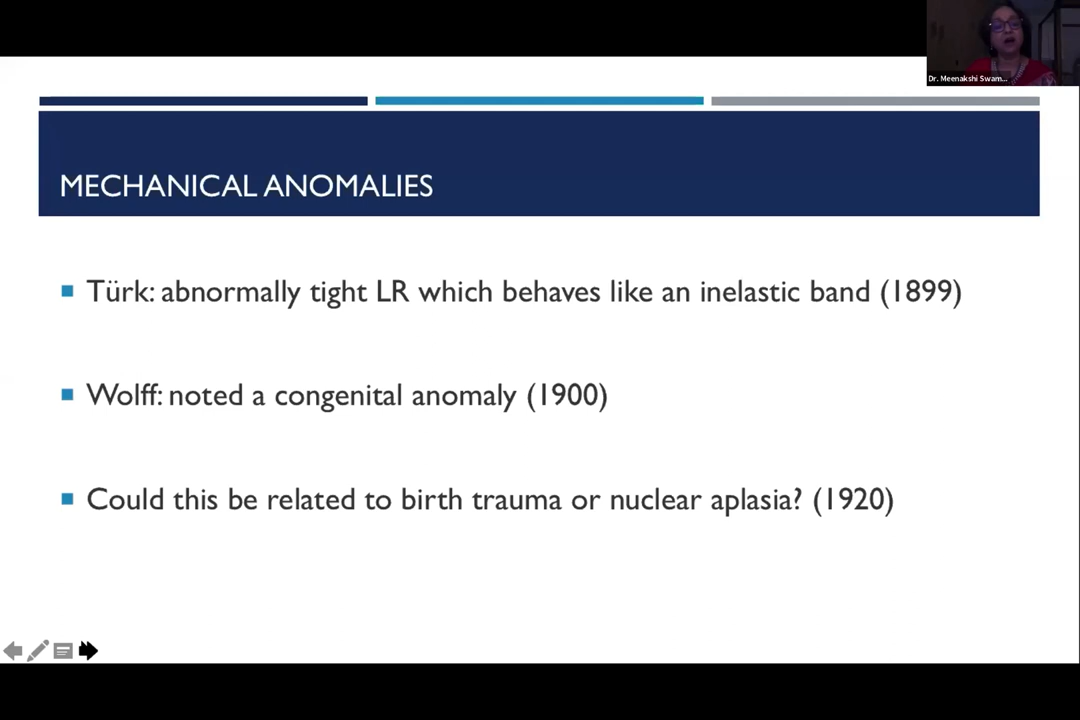 Dr. Meenakshi Swam...
MECHANICAL ANOMALIES
Türk: abnormally tight LR which behaves like an inelastic band (1899)
Wolff: noted a congenital anomaly (1900)
Could this be related to birth trauma or nuclear aplasia? (1920)